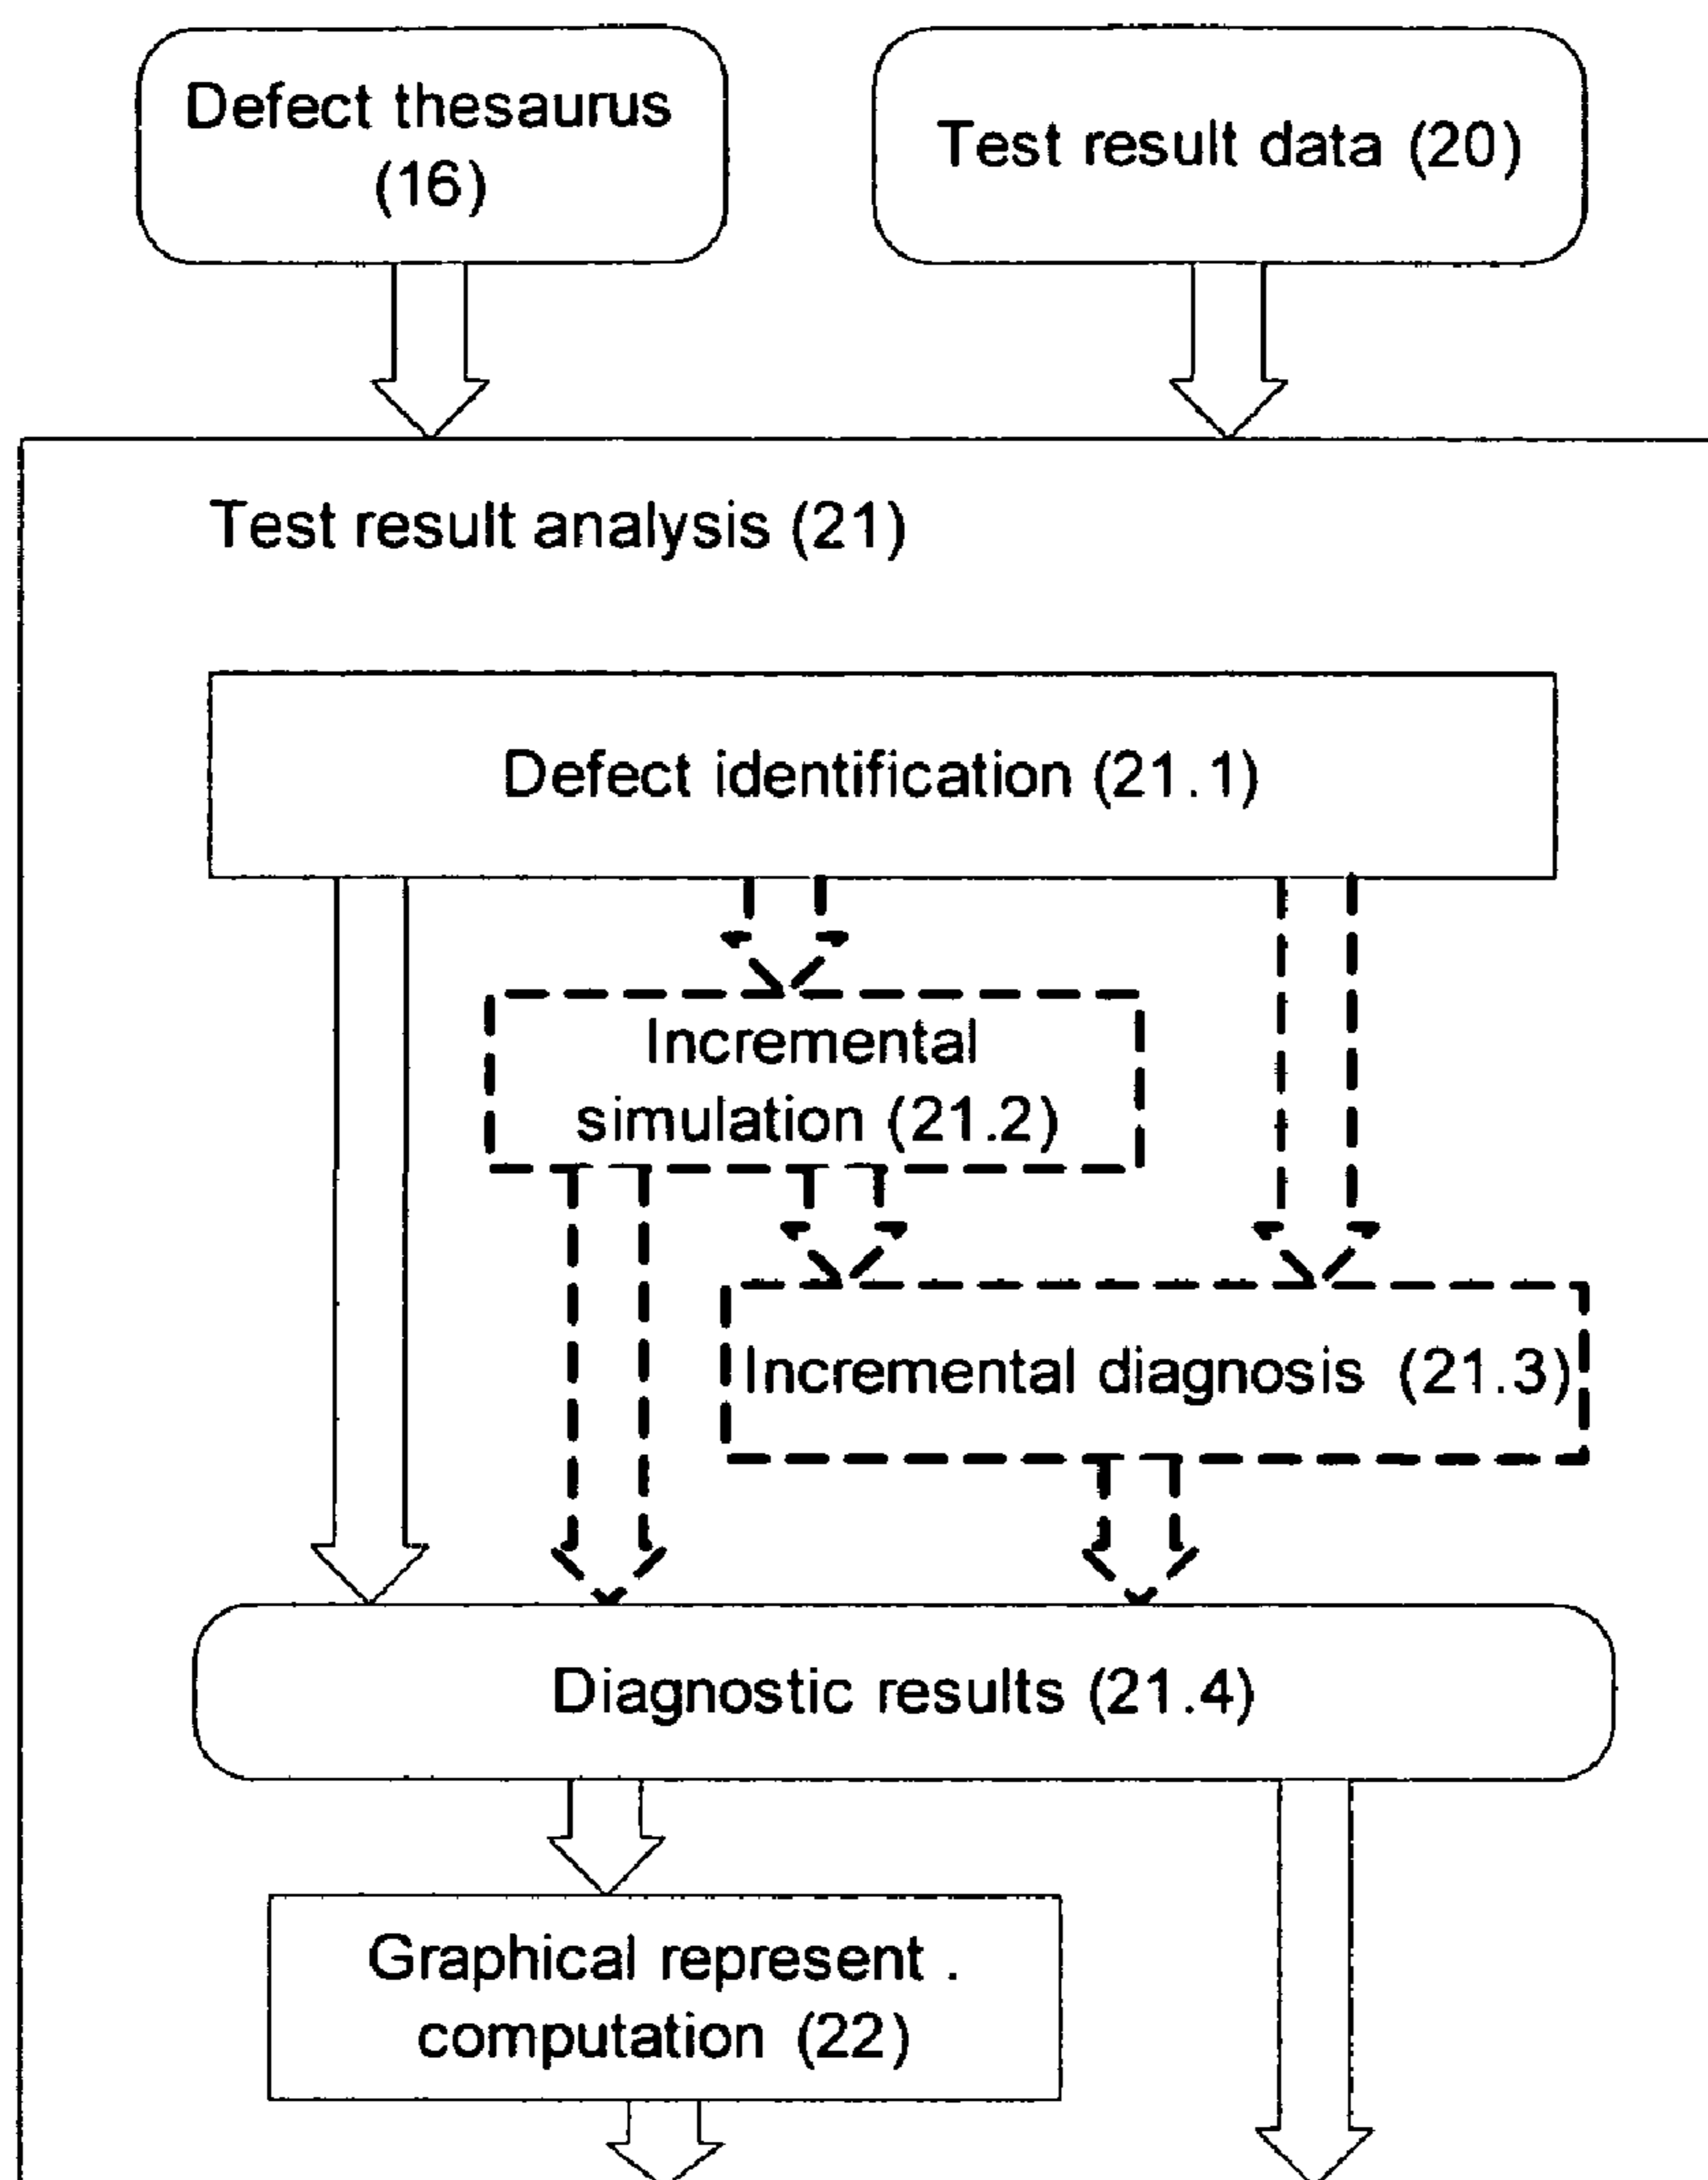 Defect thesaurus
(16)
Test result data (20)
Test result analysis (21)
Defect identification (21.1)
Incremental
simulation (21.2)
Incremental diagnosis (21.3)
Diagnostic results (21.4)
Graphical represent .
computation (22)